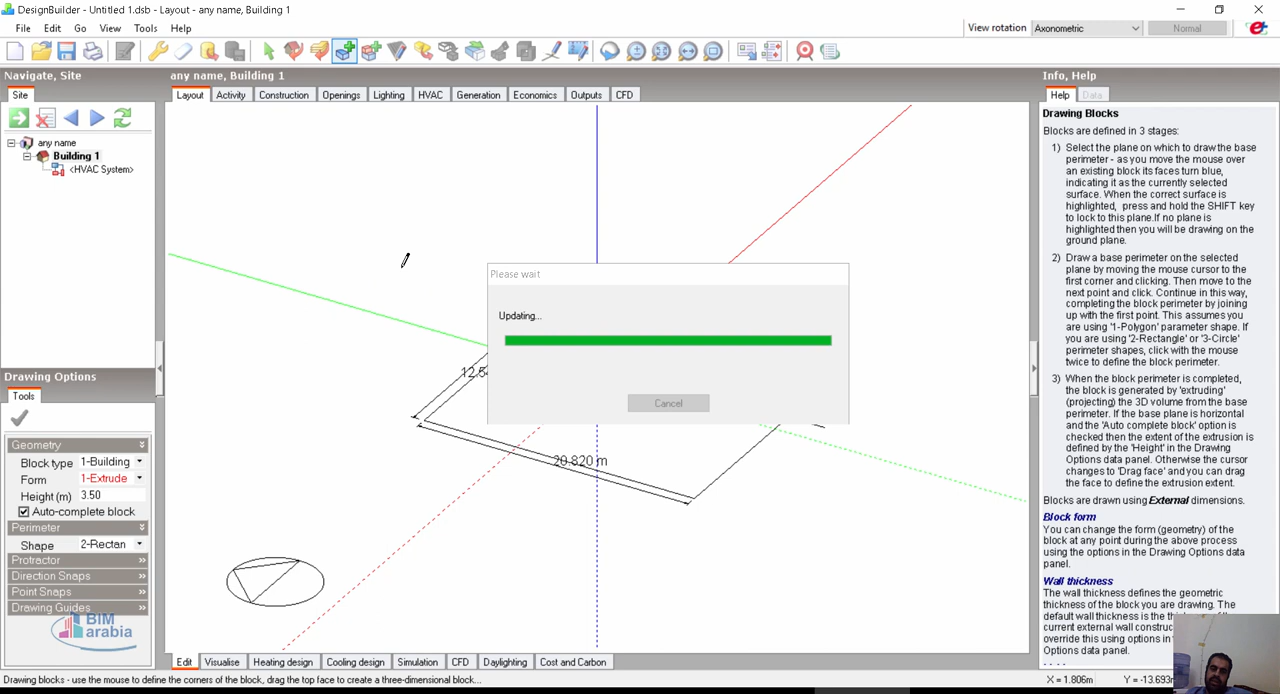 DesignBuilder - Untitled 1.dsb - Layout - any name, Building 1
File Edit Go View Tools Help
View rotation Axonometric Normal
Navigate, Site
any name, Building 1
Info, Help
Site
Layout Activity Construction Openings Lighting HVAC Generation Economics Outputs CFD
Help Data
any name
Building 1
<HVAC System>
Please wait
Updating...
Cancel
20.820 m
Drawing Options
Tools
Geometry
Block type 1-Building
Form 1-Extrude
Height (m) 3.50
Auto-complete block
Perimeter
Shape 2-Rectan
Protractor
Direction Snaps
Point Snaps
Drawing Guides
BIM
arabia
Drawing Blocks
Blocks are defined in 3 stages:
1) Select the plane on which to draw the base
perimeter - as you move the mouse over
an existing block its faces turn blue,
indicating it as the currently selected
surface. When the correct surface is
highlighted, press and hold the SHIFT key
to lock to this plane.If no plane is
highlighted then you will be drawing on the
ground plane.
2) Draw a base perimeter on the selected
plane by moving the mouse cursor to the
first corner and clicking. Then move to the
next point and click. Continue in this way,
completing the block perimeter by joining
up with the first point. This assumes you
are using '1-Polygon' parameter shape. If
you are using '2-Rectangle' or '3-Circle'
perimeter shapes, click with the mouse
twice to define the block perimeter.
3) When the block perimeter is completed,
the block is generated by 'extruding'
(projecting) the 3D volume from the base
perimeter. If the base plane is horizontal
and the 'Auto complete block' option is
checked then the extent of the extrusion is
defined by the 'Height' in the Drawing
Options data panel. Otherwise the cursor
changes to 'Drag face' and you can drag
the face to define the extrusion extent.
Blocks are drawn using External dimensions.
Block form
You can change the form (geometry) of the
block at any point during the above process
using the options in the Drawing Options data
panel.
Wall thickness
The wall thickness defines the geometric
thickness of the block you are drawing. The
default wall thickness is the
current external wall
override this using options in
Options data panel.
Edit Visualise Heating design Cooling design Simulation CFD Daylighting Cost and Carbon
Drawing blocks - use the mouse to define the corners of the block, drag the top face to create a three-dimensional block...
X = 1.806m Y = -13.693m